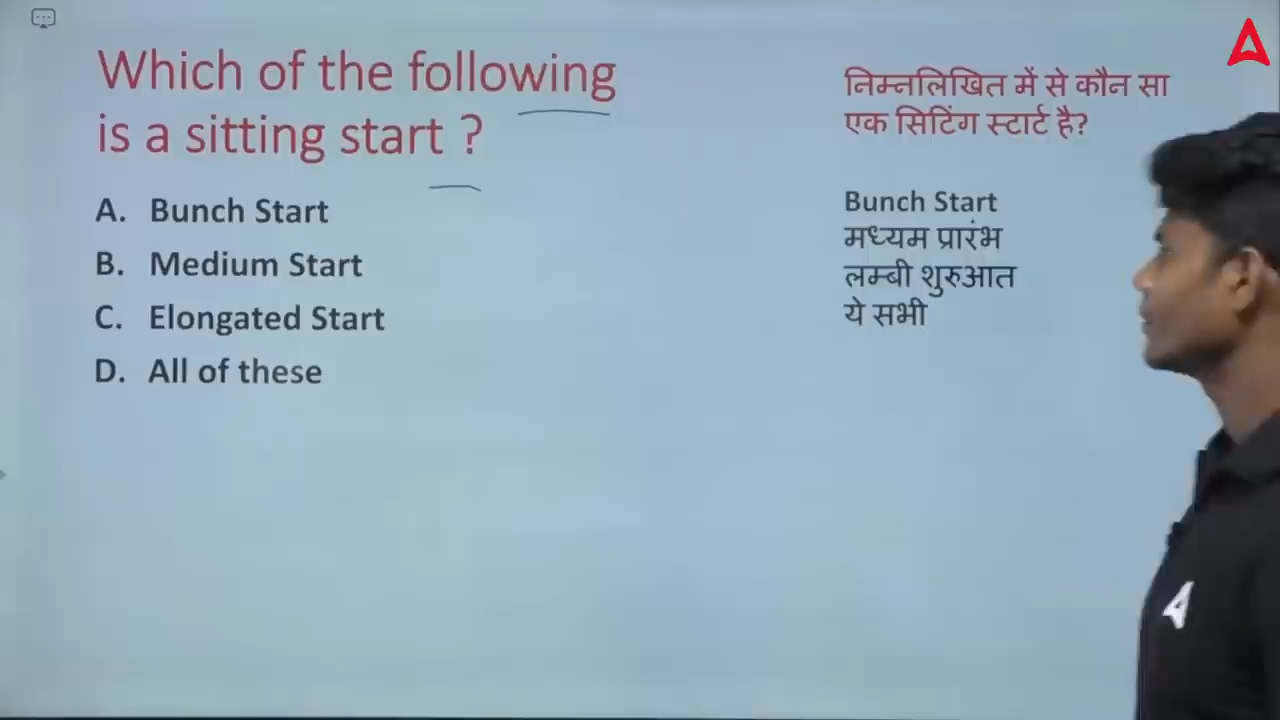 Which of the following
is a sitting start ?
A. Bunch Start
B. Medium Start
C. Elongated Start
D. All of these
निम्नलिखित में से कौन सा
एक सिटिंग स्टार्ट है?
Bunch Start
मध्यम प्रारंभ
लम्बी शुरुआत
ये सभी